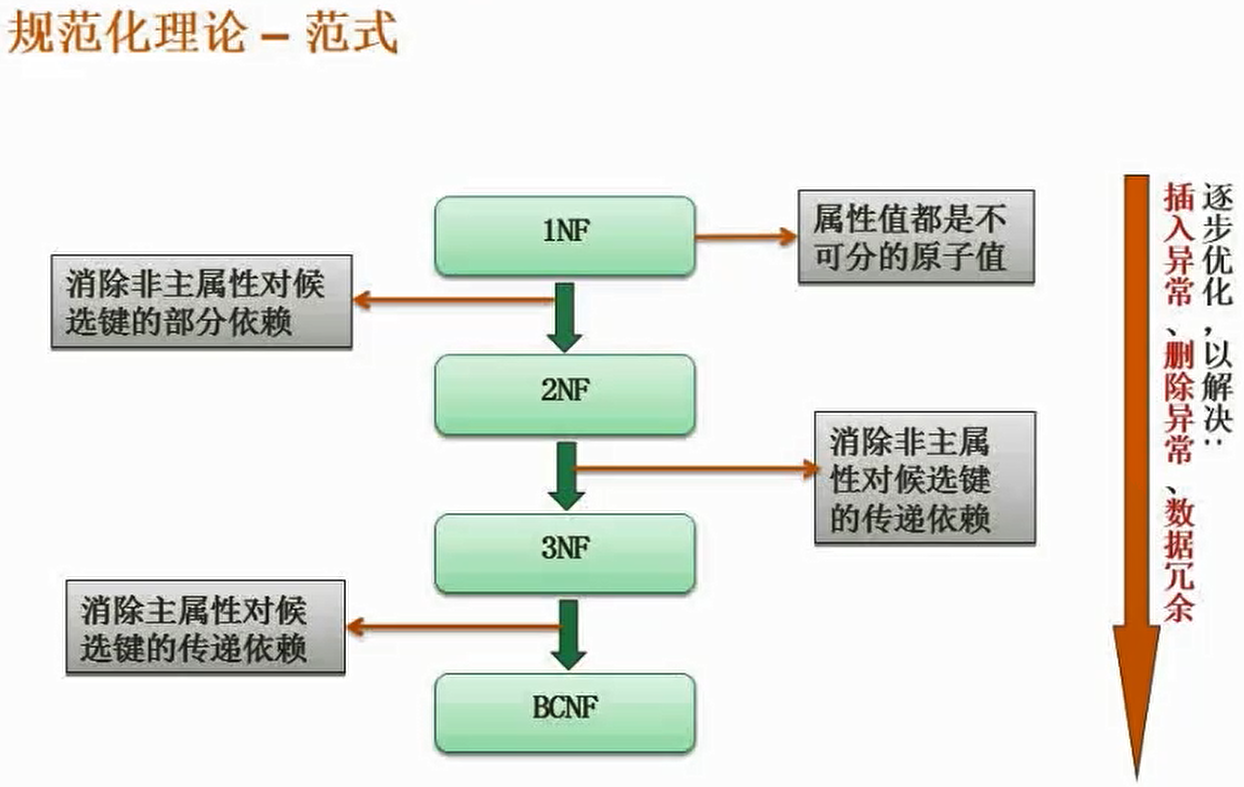 规范化理论 – 范式
1NF
属性值都是不
可分的原子值
消除非主属性对候
选键的部分依赖
2NF
消除非主属
性对候选键
的传递依赖
3NF
消除主属性对候
选键的传递依赖
BCNF
逐步优化,以解决:
插入异常、删除异常、数据冗余